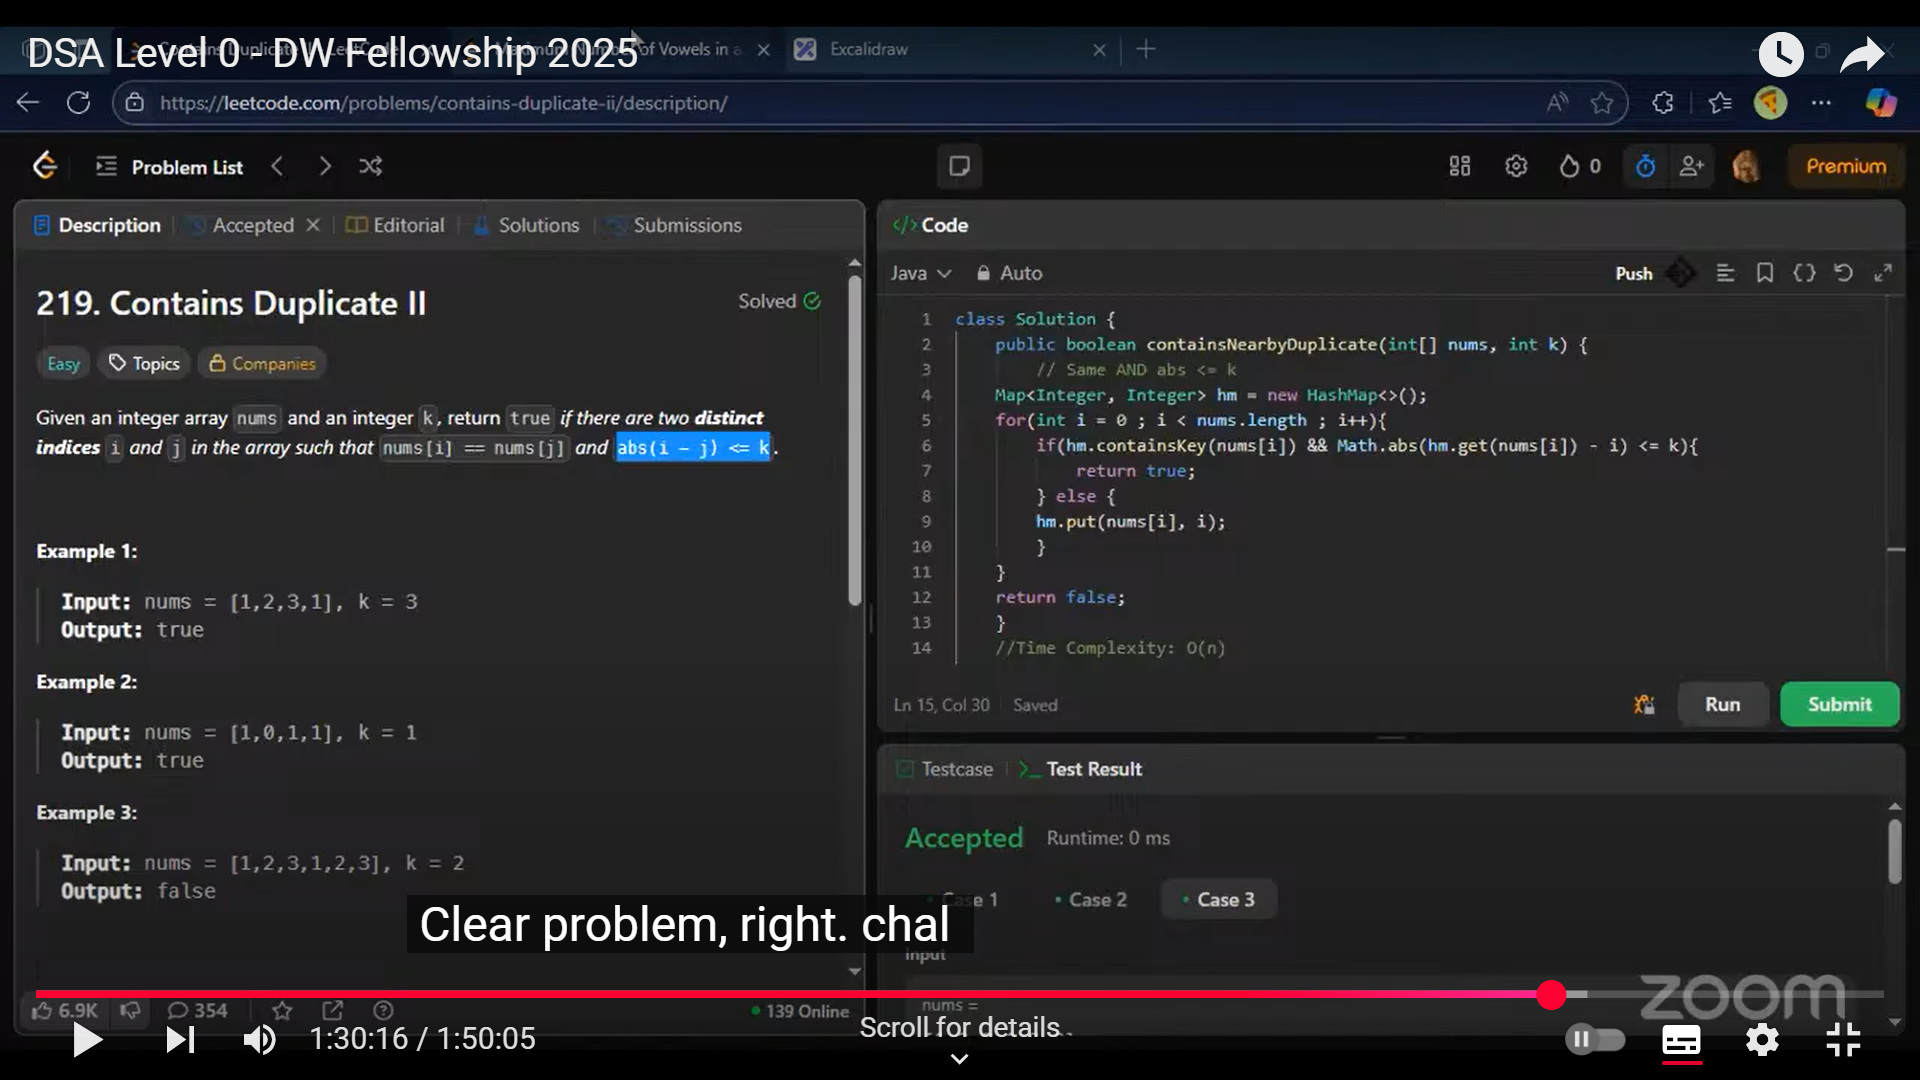 DSA Level 0 - DW Fellowship 2025
of Vowels in a
Excalidraw
https://leetcode.com/problems/contains-duplicate-ii/description/
Problem List
0
Premium
Description
Accepted
Editorial
Solutions
Submissions
219. Contains Duplicate II
Solved
Easy
Topics
Companies
Given an integer array nums and an integer k, return true if there are two distinct
indices i and j in the array such that nums[i] == nums[j] and abs(i - j) <= k.
Example 1:
Input: nums = [1,2,3,1], k = 3
Output: true
Example 2:
Input: nums = [1,0,1,1], k = 1
Output: true
Example 3:
Input: nums = [1,2,3,1,2,3], k = 2
Output: false
6.9K
354
139 Online
</> Code
Java
Auto
Push
1 class Solution {
2 public boolean containsNearbyDuplicate(int[] nums, int k) {
3 // Same AND abs <= k
4 Map<Integer, Integer> hm = new HashMap<>();
5 for(int i = 0 ; i < nums.length ; i++){
6 if(hm.containsKey(nums[i]) && Math.abs(hm.get(nums[i]) - i) <= k){
7 return true;
8 } else {
9 hm.put(nums[i], i);
10 }
11 }
12 return false;
13 }
14 //Time Complexity: O(n)
Ln 15, Col 30
Saved
Run
Submit
Testcase
Test Result
Accepted
Runtime: 0 ms
Case 1
Case 2
Case 3
Input
nums =
Clear problem, right. chal
zoom
1:30:16 / 1:50:05
Scroll for details